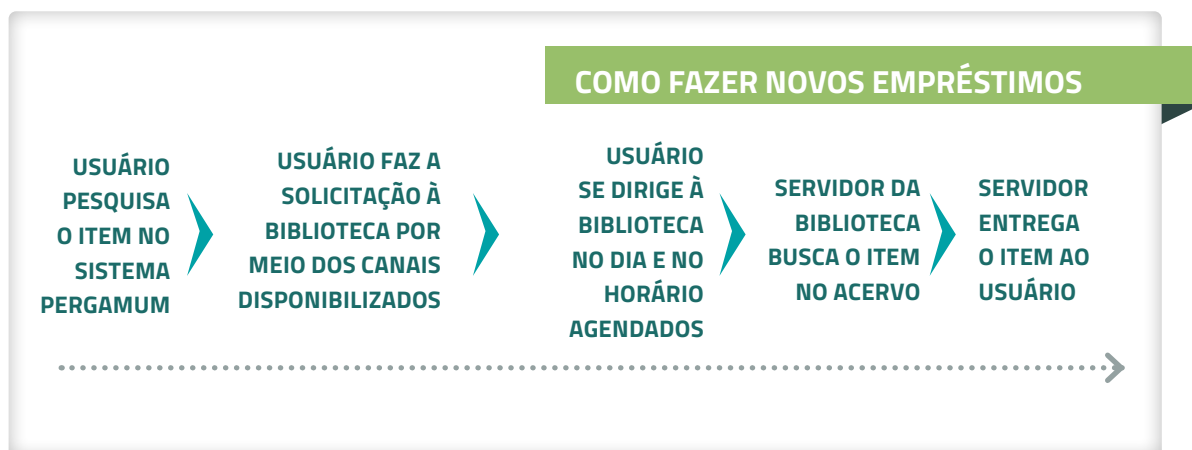 COMO FAZER NOVOS EMPRÉSTIMOS
USUÁRIO
PESQUISA
O ITEM NO
SISTEMA
PERGAMUM
USUÁRIO FAZ A
SOLICITAÇÃO À
BIBLIOTECA POR
MEIO DOS CANAIS
DISPONIBILIZADOS
USUÁRIO
SE DIRIGE À
BIBLIOTECA
NO DIA E NO
HORÁRIO
AGENDADOS
SERVIDOR DA
BIBLIOTECA
BUSCA O ITEM
NO ACERVO
SERVIDOR
ENTREGA
O ITEM AO
USUÁRIO